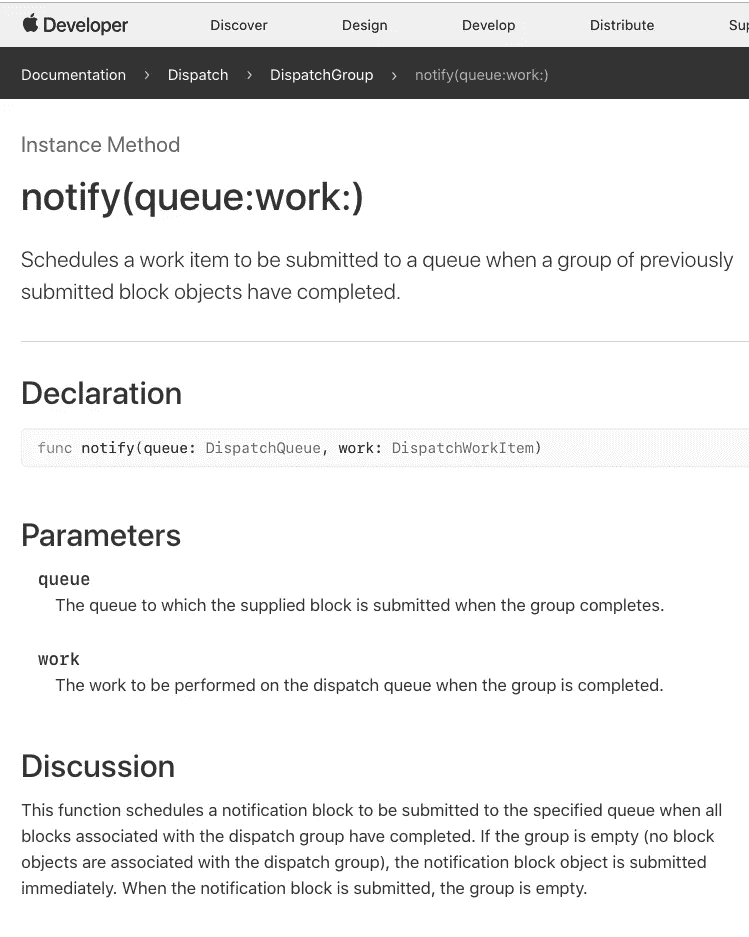 Developer Discover Design Develop Distribute
Documentation > Dispatch > DispatchGroup > notify(queue:work:)
Instance Method
notify(queue:work:)
Schedules a work item to be submitted to a queue when a group of previously
submitted block objects have completed.
Declaration
func notify(queue: DispatchQueue, work: DispatchWorkItem)
Parameters
queue
The queue to which the supplied block is submitted when the group completes.
work
The work to be performed on the dispatch queue when the group is completed.
Discussion
This function schedules a notification block to be submitted to the specified queue when all
blocks associated with the dispatch group have completed. If the group is empty (no block
objects are associated with the dispatch group), the notification block object is submitted
immediately. When the notification block is submitted, the group is empty.